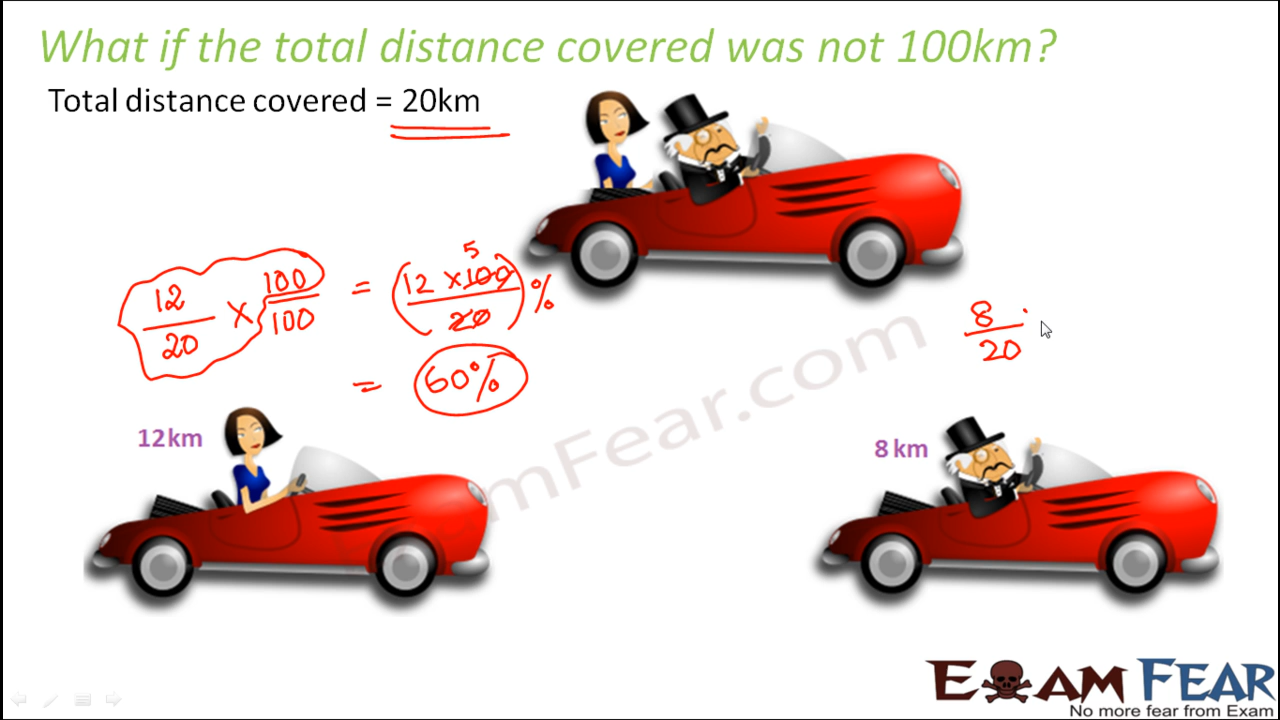 What if the total distance covered was not 100km?
Total distance covered = 20km
12/20 × 100/100 = (12 × 100/20)% 5
= 60%
8/20
12km
8 km
ExamFear.com
EXAM FEAR
No more fear from Exam